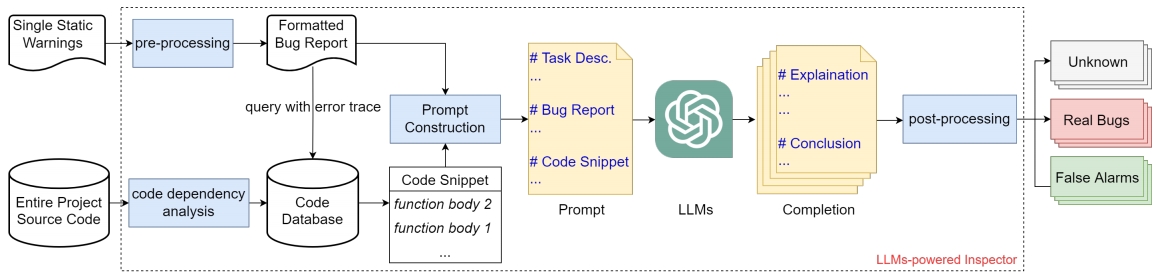 Single Static
Warnings
pre-processing
Formatted
Bug Report
query with error trace
Entire Project
Source Code
code dependency
analysis
Code
Database
Prompt
Construction
Code Snippet
function body 2
function body 1
...
# Task Desc.
...
# Bug Report
...
# Code Snippet
...
Prompt
LLMs
# Explaination
...
...
# Conclusion
...
Completion
post-processing
Unknown
Real Bugs
False Alarms
LLMs-powered Inspector